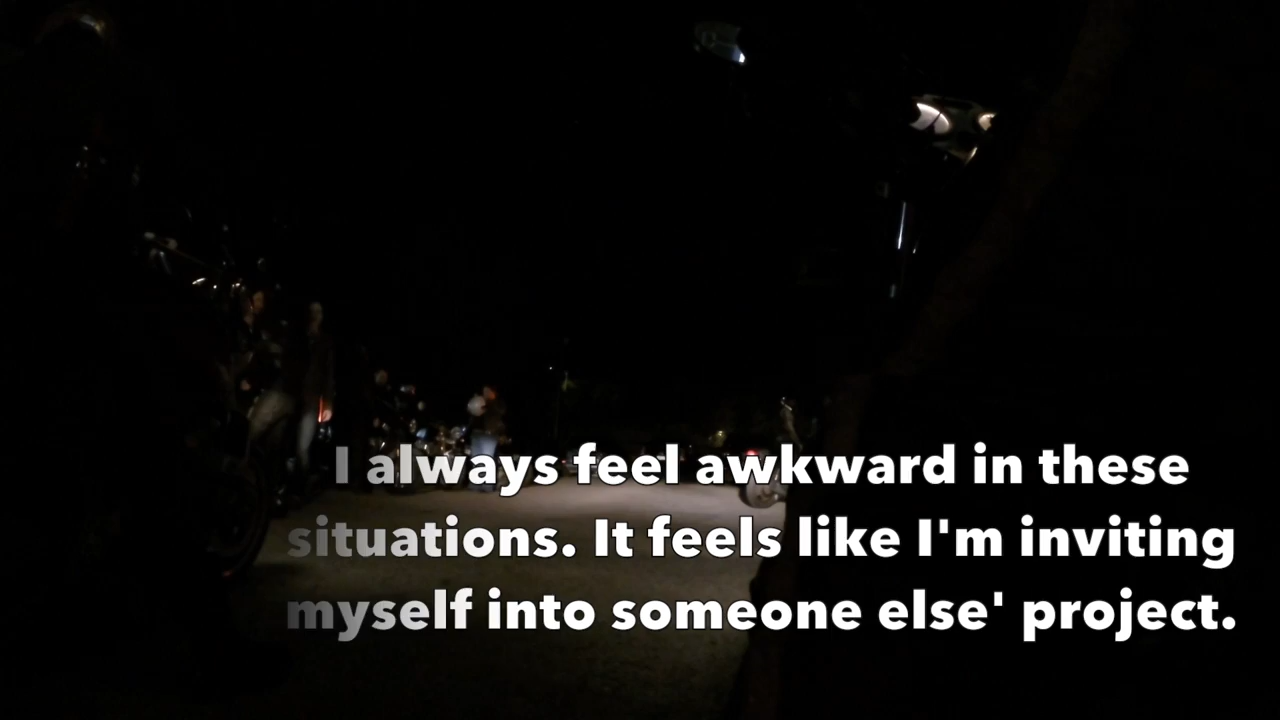 I always feel awkward in these
situations. It feels like I'm inviting
myself into someone else' project.